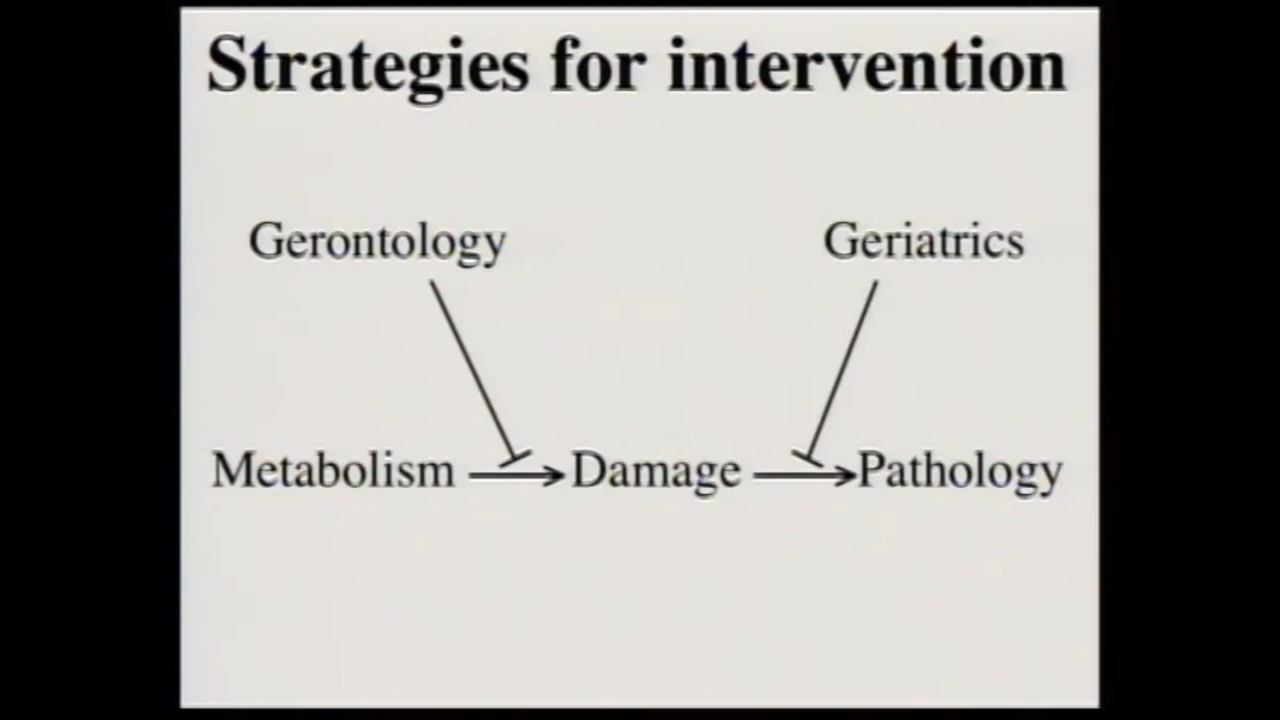 Strategies for intervention
Gerontology Geriatrics
Metabolism Damage Pathology